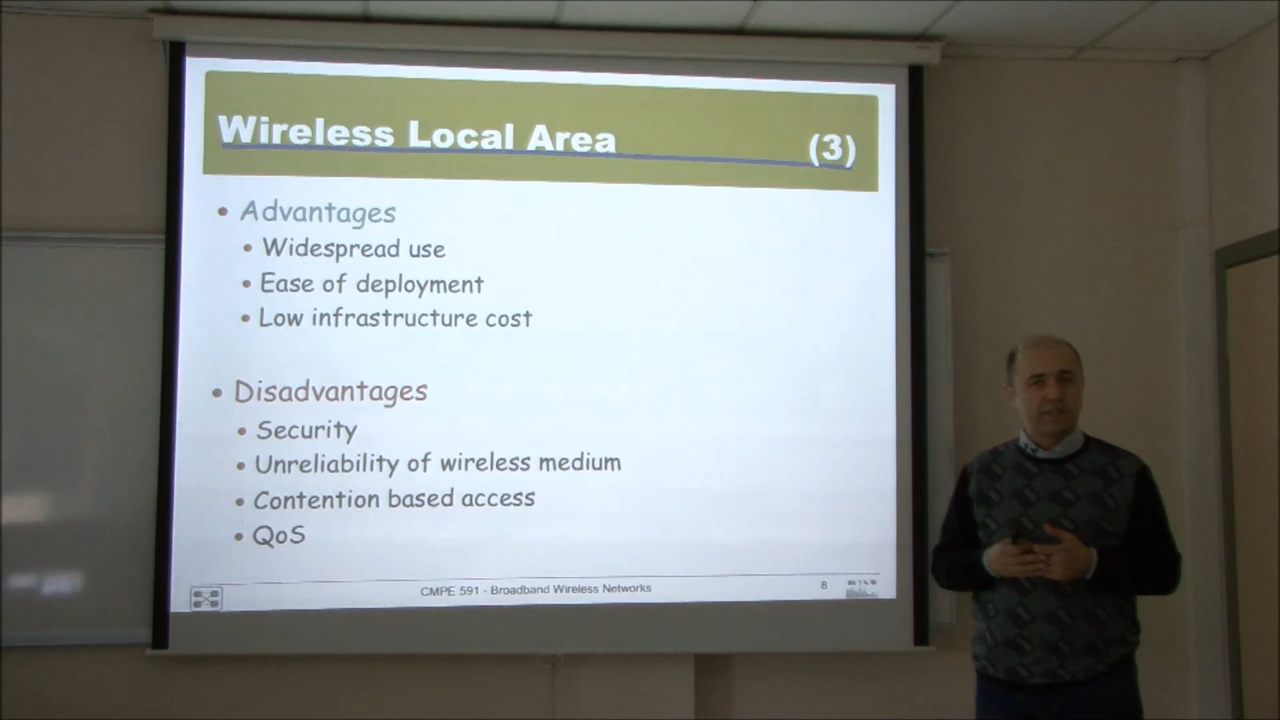 Wireless Local Area (3)
• Advantages
• Widespread use
• Ease of deployment
• Low infrastructure cost
• Disadvantages
• Security
• Unreliability of wireless medium
• Contention based access
• QoS
CMPE 591 - Broadband Wireless Networks 8